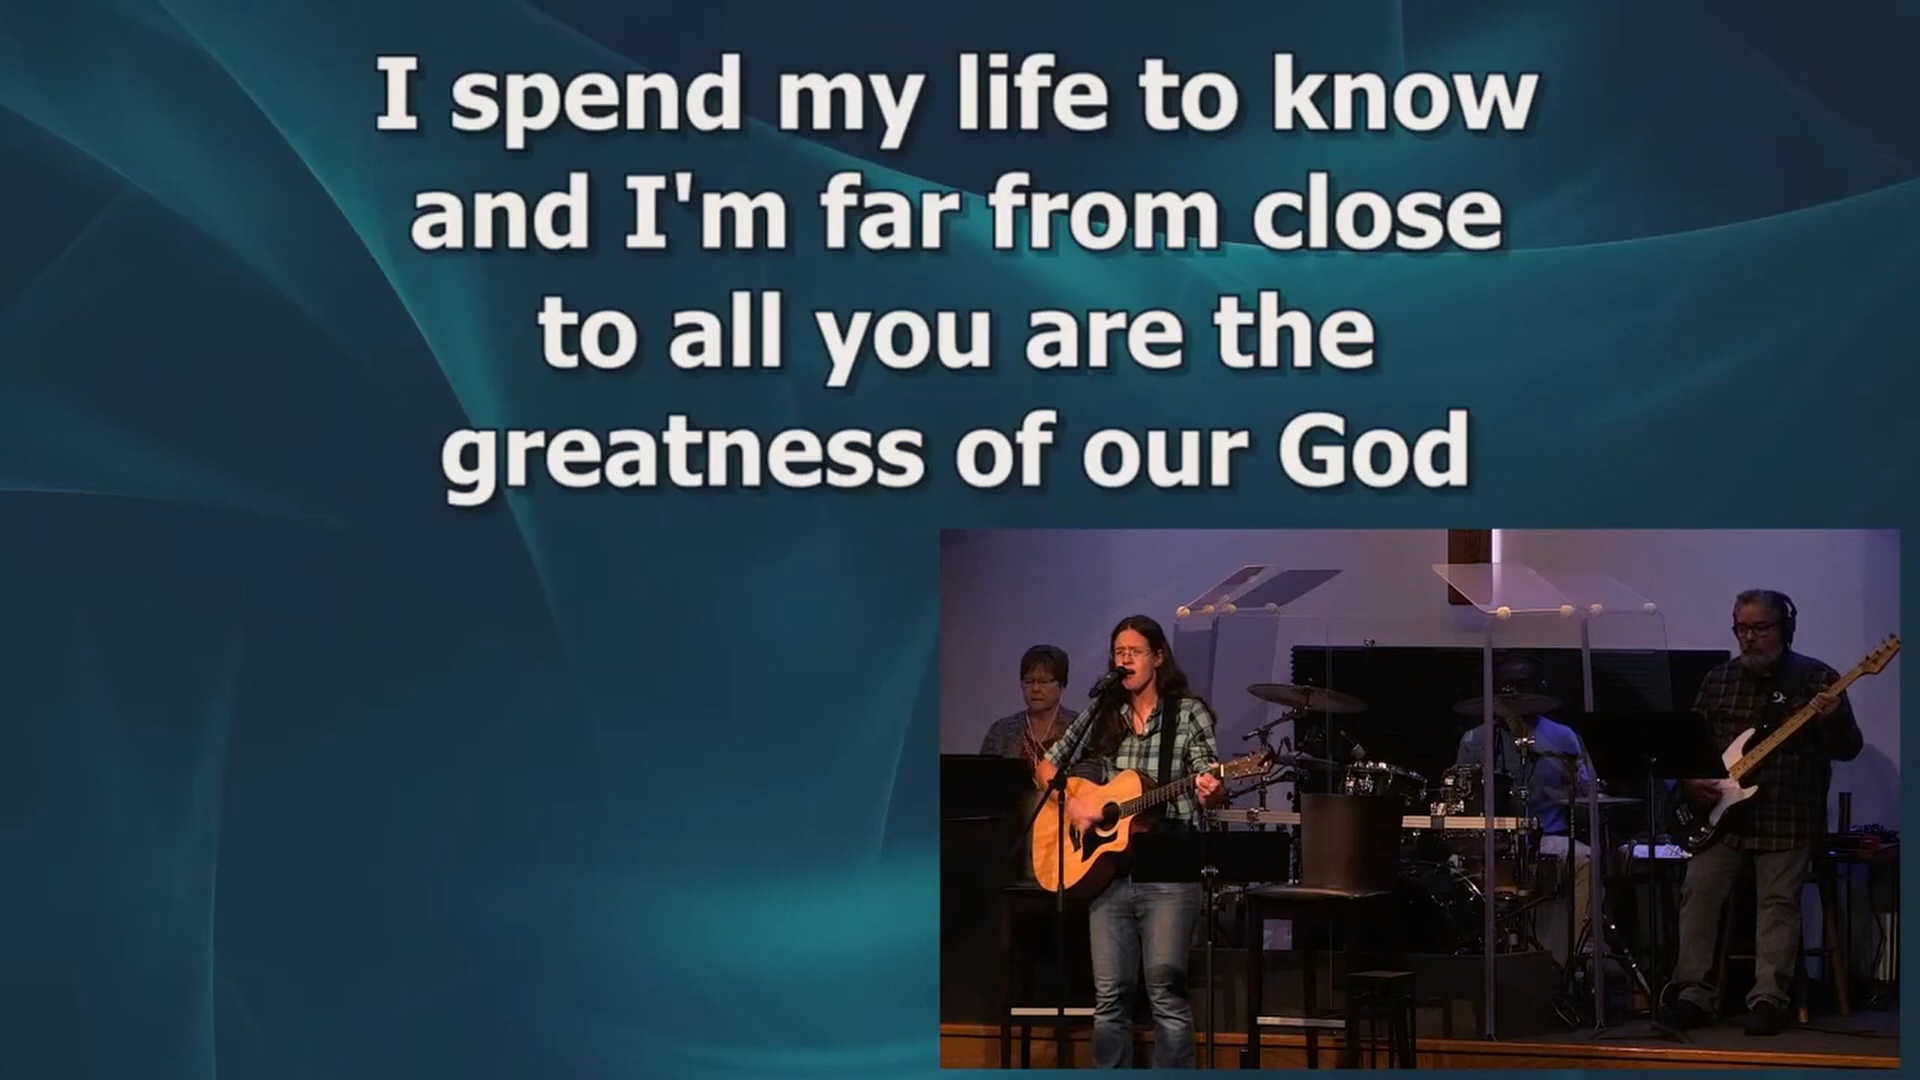 I spend my life to know
and I'm far from close
to all you are the
greatness of our God